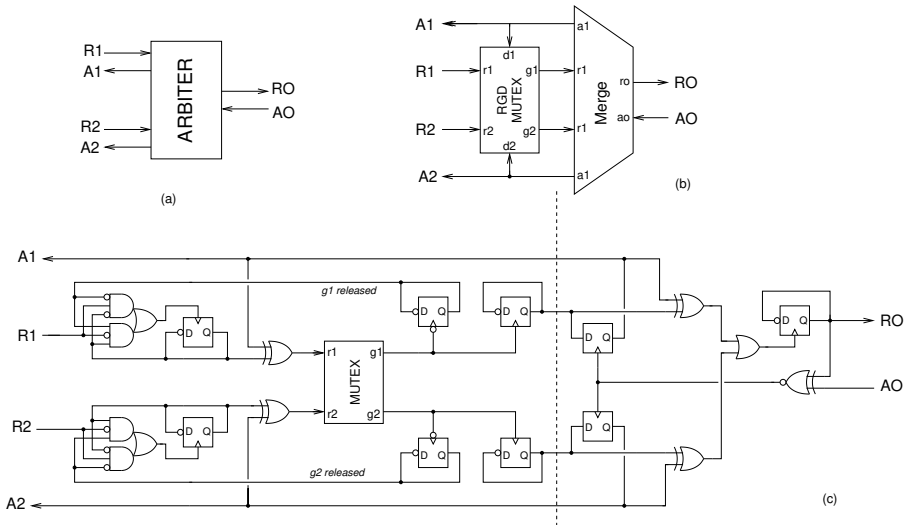 R1
A1
R2
A2
ARBITER
RO
AO
(a)
A1
R1
R2
A2
d1
r1
g1
r2
g2
d2
RGD
MUTEX
a1
r1
r1
a1
Merge
ro
ao
RO
AO
(b)
A1
g1 released
R1
D Q
D Q
D Q
D Q
D Q
RO
r1
g1
MUTEX
r2
g2
AO
R2
D Q
D Q
D Q
D Q
g2 released
A2
(c)